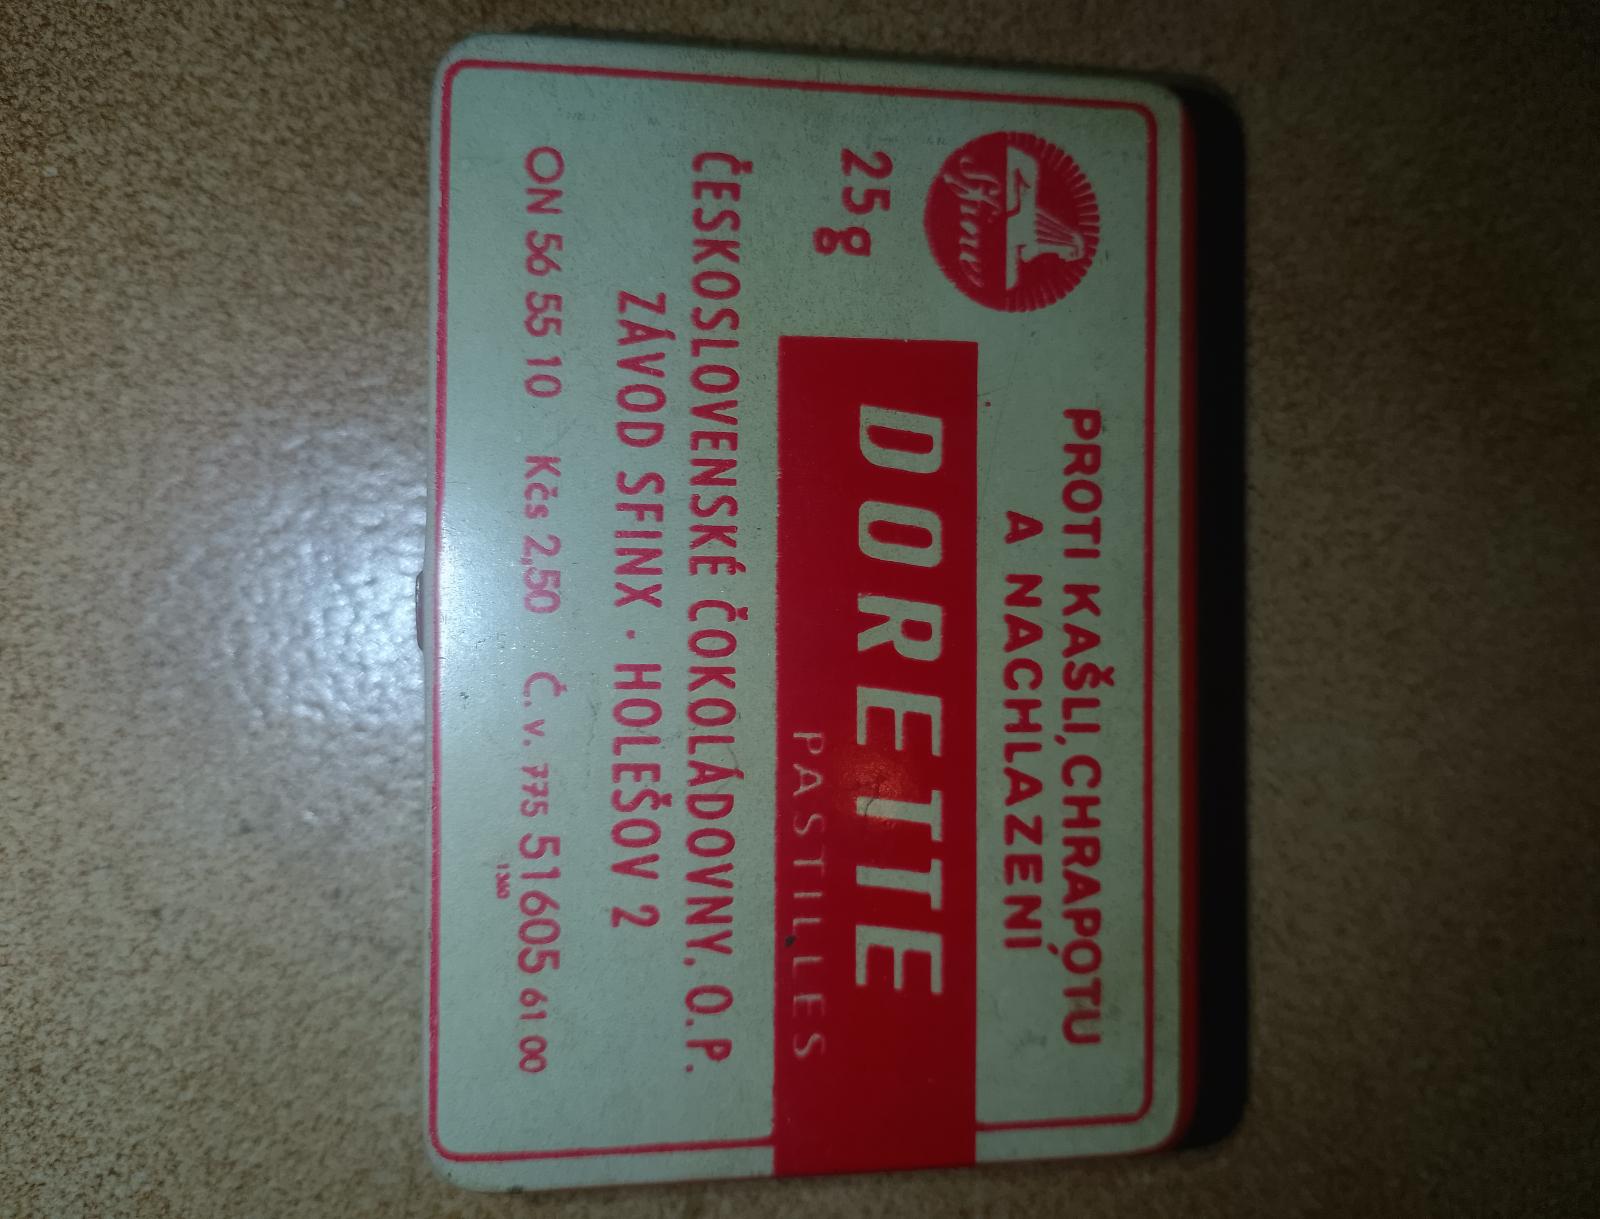 Sfinx
PROTI KAŠLI, CHRAPOTU
A NACHLAZENÍ
25g
DORETTE
PASTILLES
ČESKOSLOVENSKÉ ČOKOLÁDOVNY, O.P.
ZÁVOD SFINX · HOLEŠOV 2
ON 56 55 10 Kčs 2,50 Č.v. 775 51605 61 00